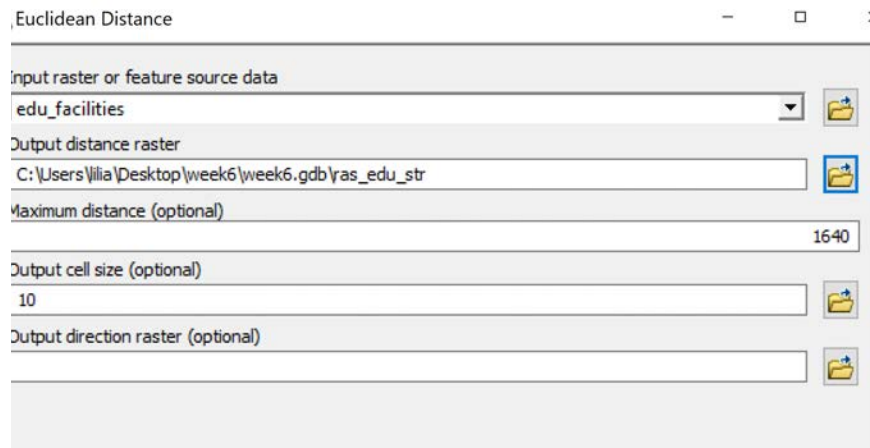 Euclidean Distance
Input raster or feature source data
edu_facilities
Output distance raster
C:\Users\lilia\Desktop\week6\week6.gdb\ras_edu_str
Maximum distance (optional)
1640
Output cell size (optional)
10
Output direction raster (optional)